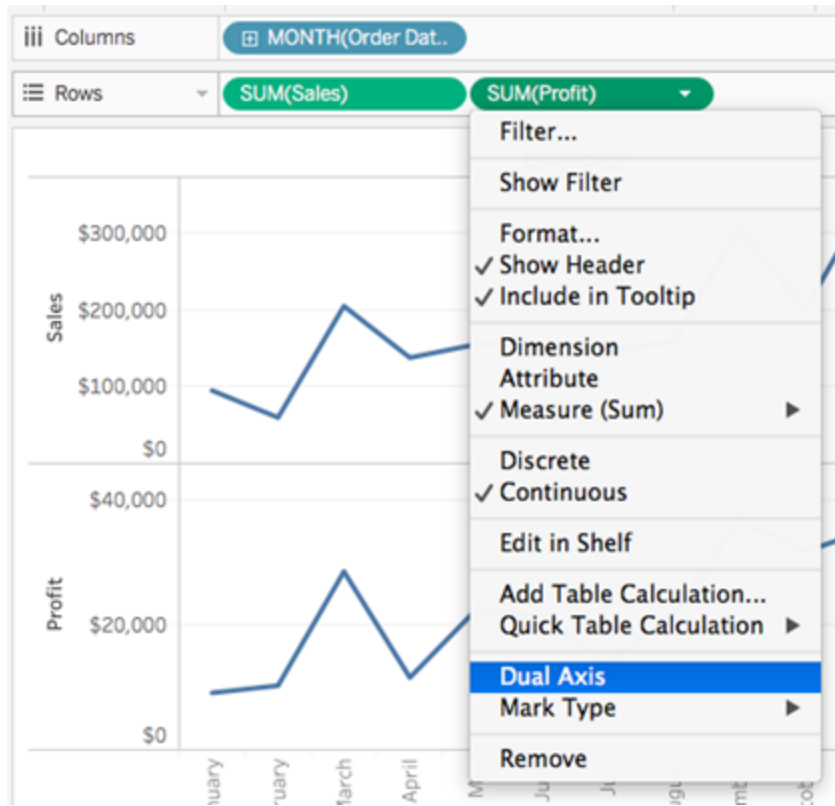 Columns
MONTH(Order Dat..
Rows
SUM(Sales)
SUM(Profit)
Filter...
Show Filter
Format...
Show Header
Include in Tooltip
Dimension
Attribute
Measure (Sum)
Discrete
Continuous
Edit in Shelf
Add Table Calculation...
Quick Table Calculation
Dual Axis
Mark Type
Remove
Sales
$300,000
$200,000
$100,000
$0
Profit
$40,000
$20,000
$0
April